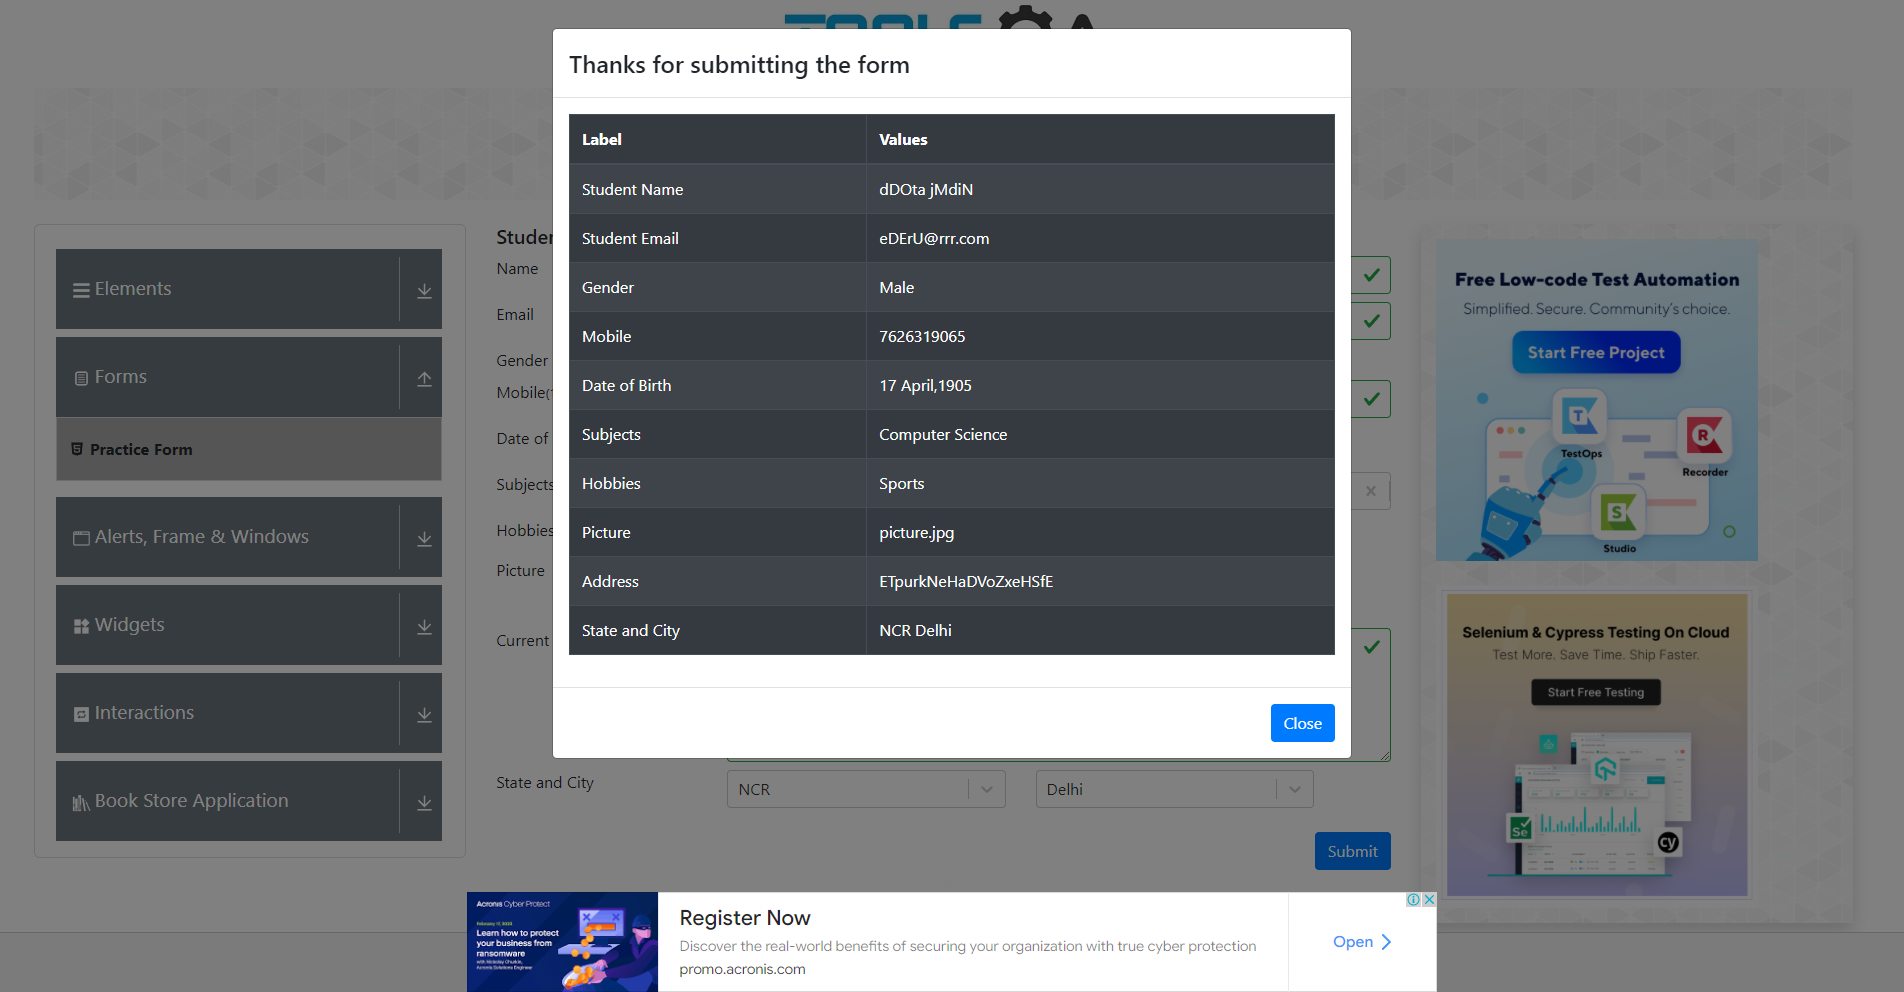 Thanks for submitting the form
Label Values
Student Name dDOta jMdiN
Student Email eDErU@rrr.com
Gender Male
Mobile 7626319065
Date of Birth 17 April,1905
Subjects Computer Science
Hobbies Sports
Picture picture.jpg
Address ETpurkNeHaDVoZxeHSfE
State and City NCR Delhi
Close
Elements
Forms
Practice Form
Alerts, Frame & Windows
Widgets
Interactions
Book Store Application
Name
Email
Gender
Mobile
Date of
Subjects
Hobbies
Picture
Current
State and City NCR Delhi
Submit
Free Low-code Test Automation
Simplified. Secure. Community's choice.
Start Free Project
TestOps
Recorder
Studio
Selenium & Cypress Testing On Cloud
Test More. Save Time. Ship Faster.
Start Free Testing
Se
cy
Acronis Cyber Protect
Learn how to protect
your business from
ransomware
Register Now
Discover the real-world benefits of securing your organization with true cyber protection
promo.acronis.com
Open